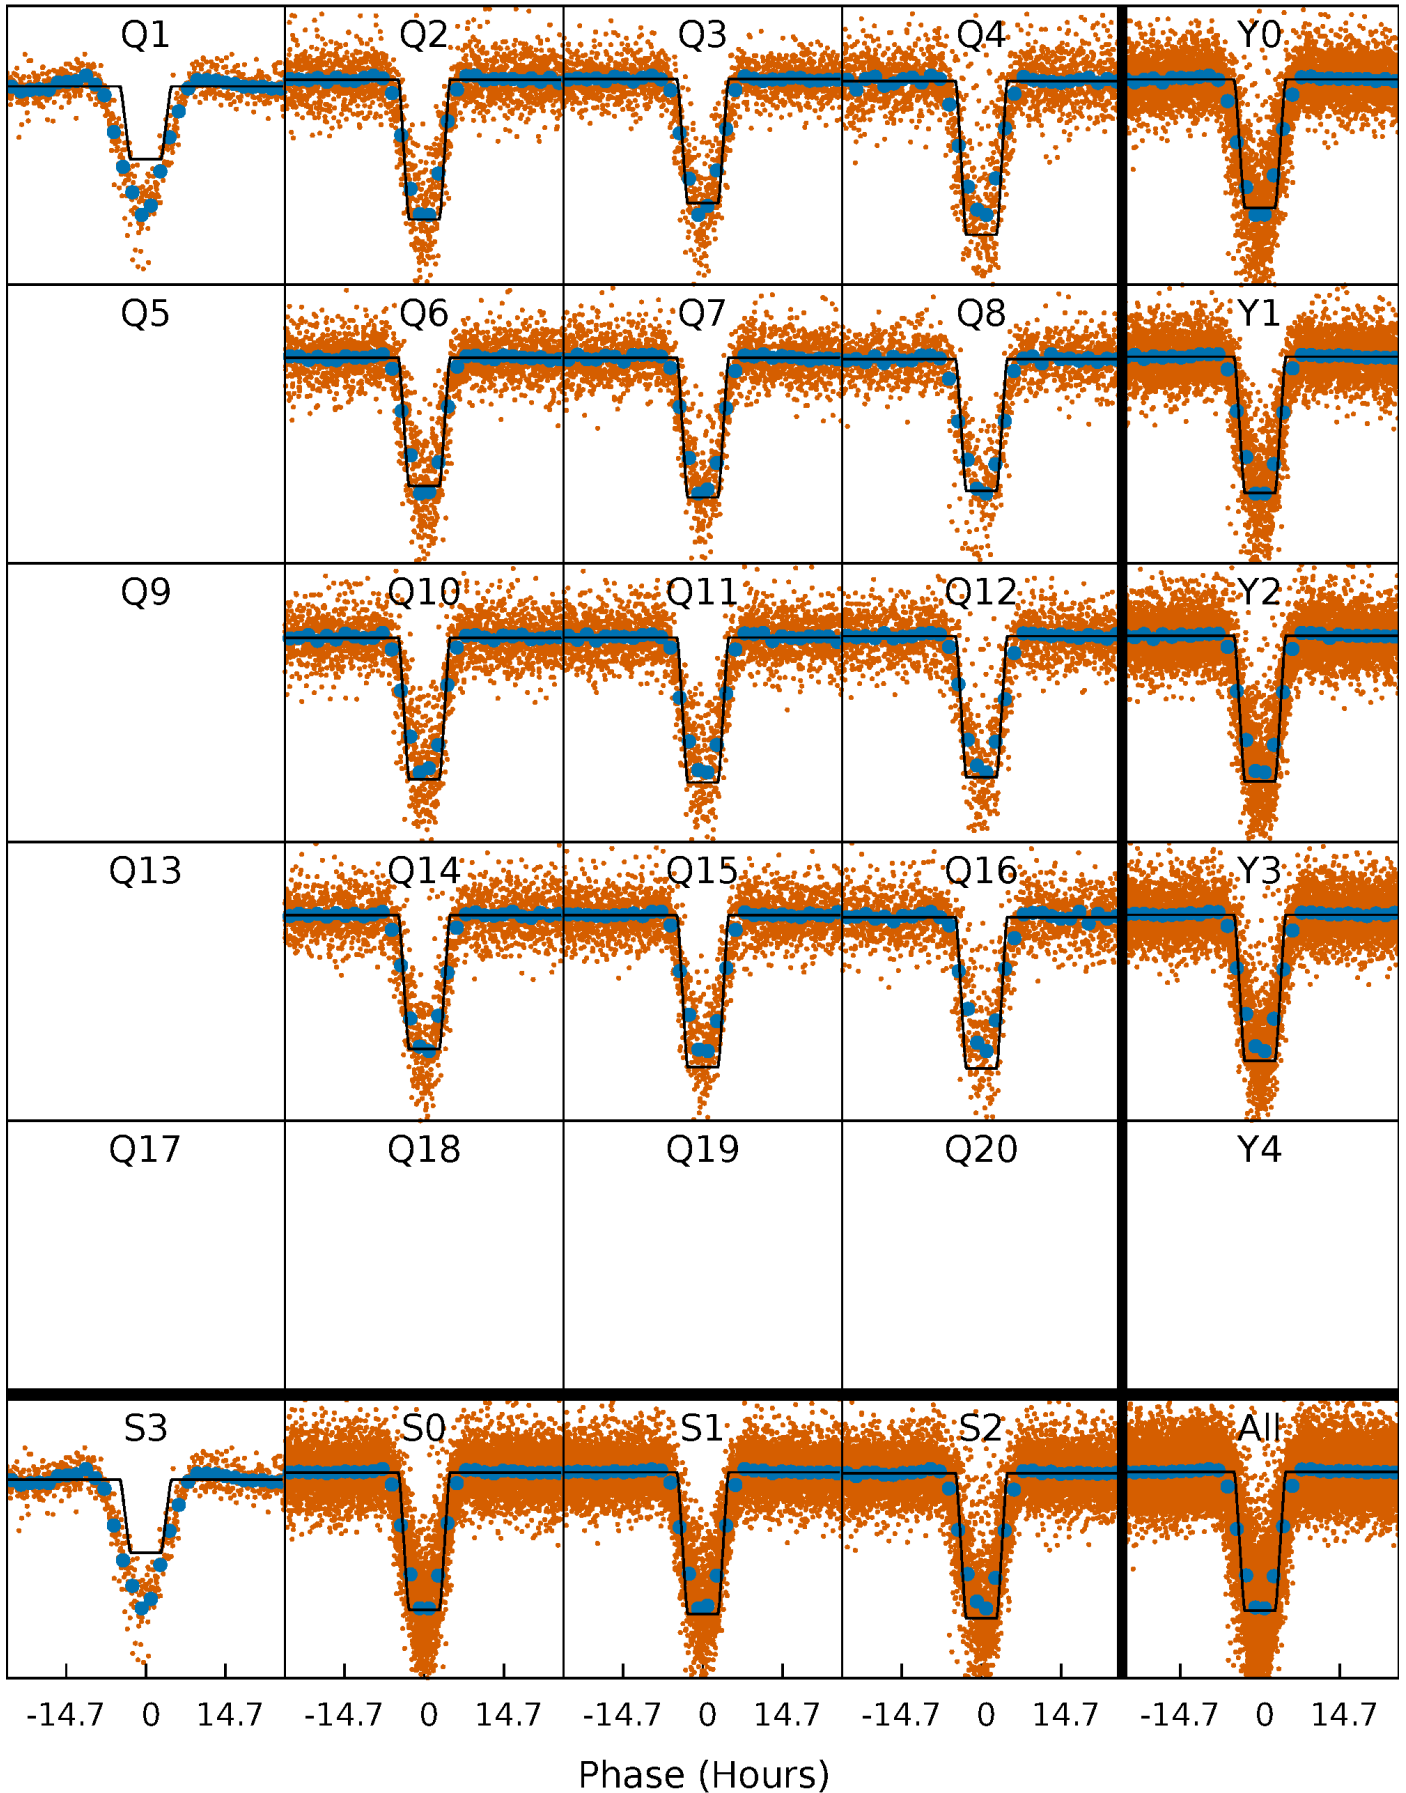 Q1 Q2 Q3 Q4 Y0
Q5 Q6 Q7 Q8 Y1
Q9 Q10 Q11 Q12 Y2
Q13 Q14 Q15 Q16 Y3
Q17 Q18 Q19 Q20 Y4
S3 S0 S1 S2 All
-14.7 0 14.7 -14.7 0 14.7 -14.7 0 14.7 -14.7 0 14.7 -14.7 0 14.7
Phase (Hours)